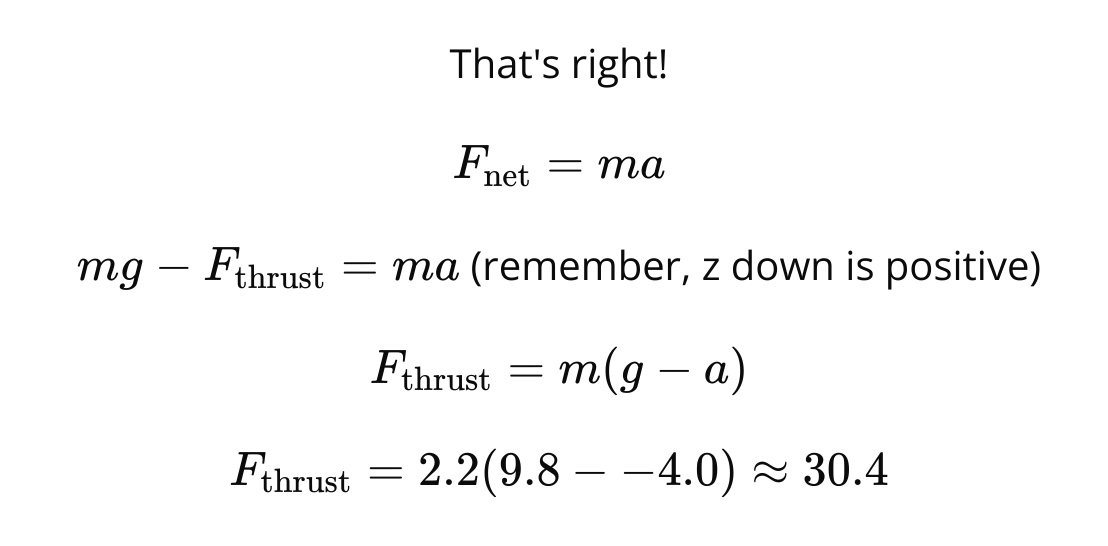 That's right!
F_net = ma
mg − F_thrust = ma (remember, z down is positive)
F_thrust = m(g − a)
F_thrust = 2.2(9.8 − −4.0) ≈ 30.4